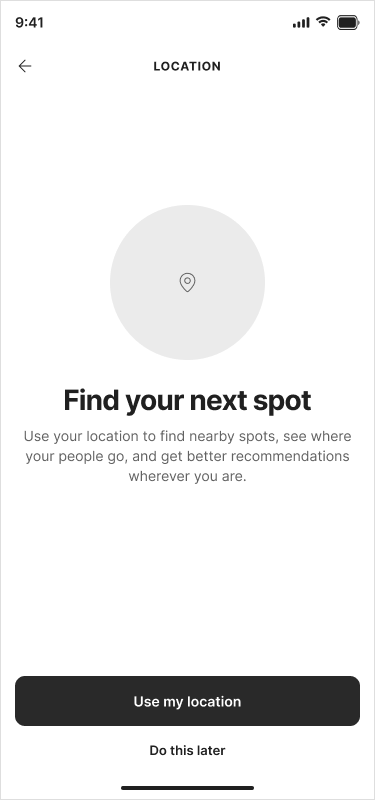 9:41
LOCATION
Find your next spot
Use your location to find nearby spots, see where
your people go, and get better recommendations
wherever you are.
Use my location
Do this later